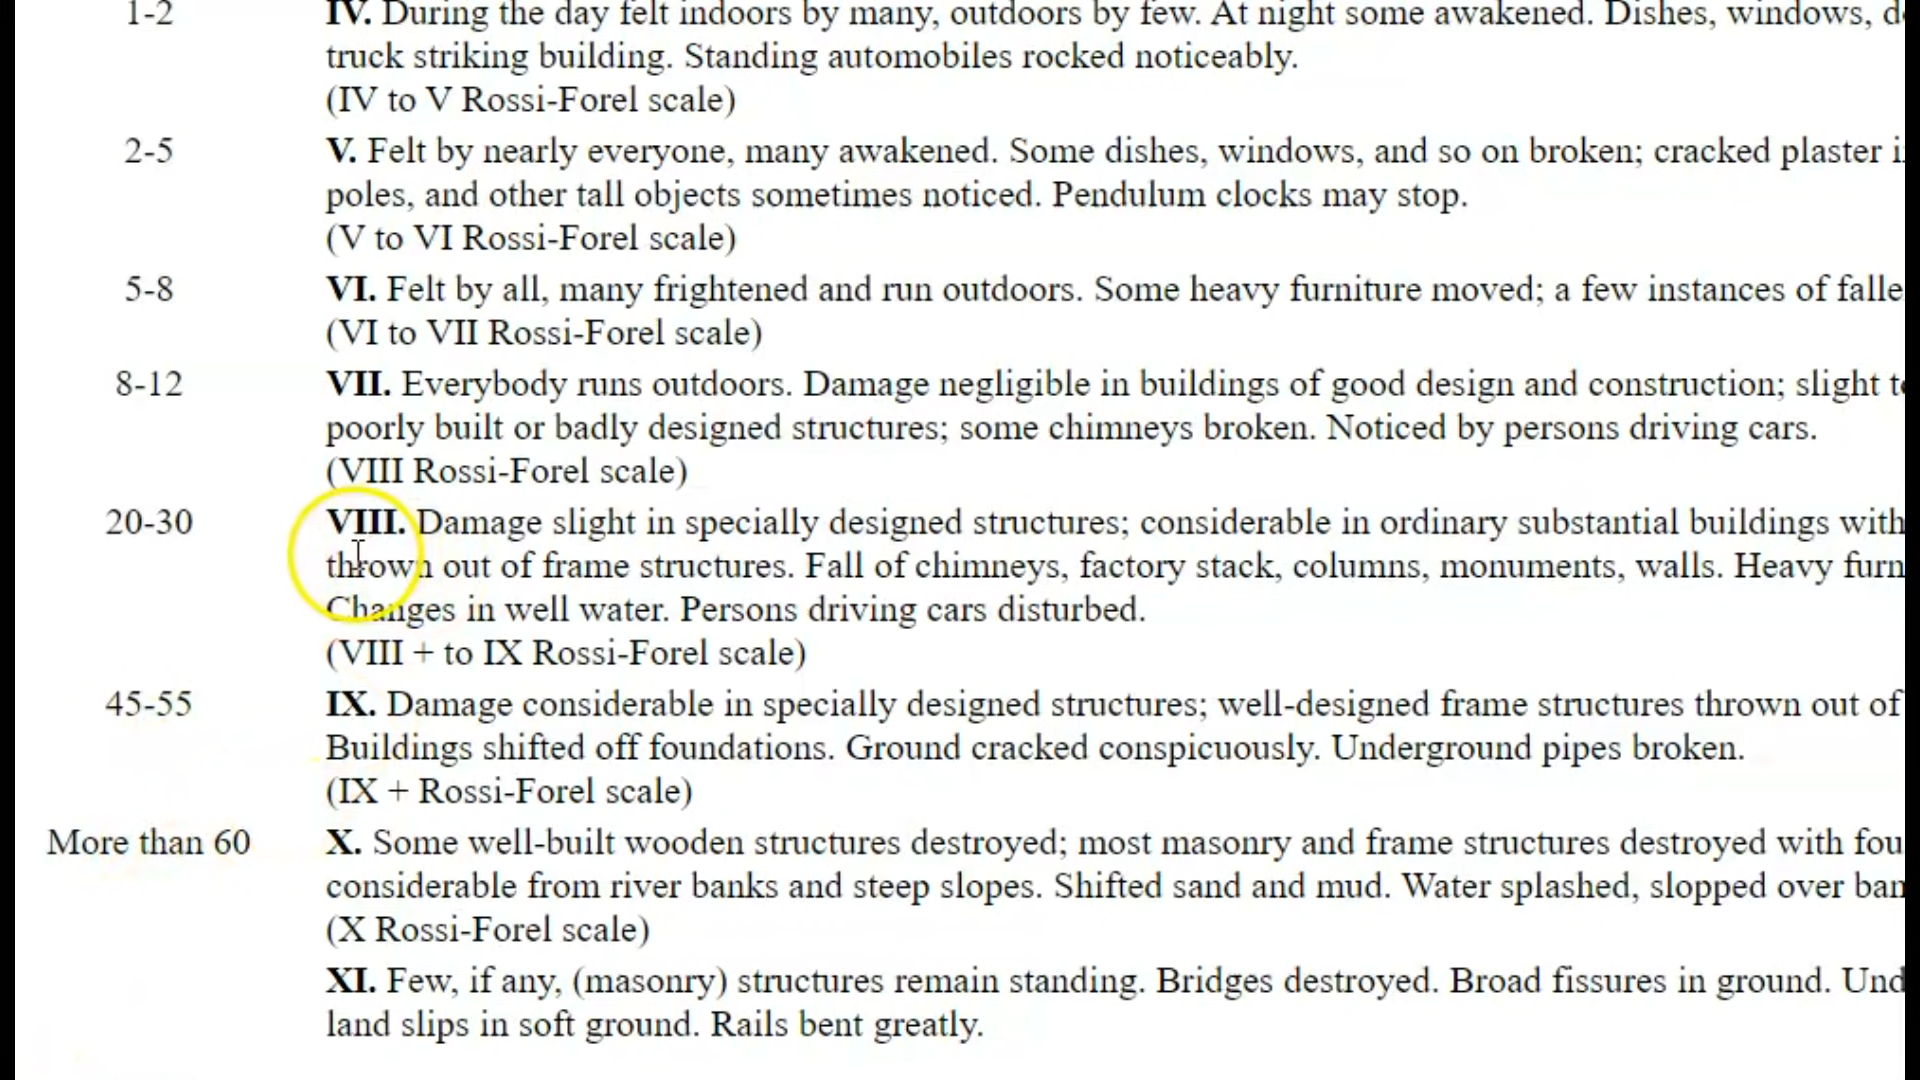 1-2 IV. During the day felt indoors by many, outdoors by few. At night some awakened. Dishes, windows,
truck striking building. Standing automobiles rocked noticeably.
(IV to V Rossi-Forel scale)
2-5 V. Felt by nearly everyone, many awakened. Some dishes, windows, and so on broken; cracked plaster
poles, and other tall objects sometimes noticed. Pendulum clocks may stop.
(V to VI Rossi-Forel scale)
5-8 VI. Felt by all, many frightened and run outdoors. Some heavy furniture moved; a few instances of falle
(VI to VII Rossi-Forel scale)
8-12 VII. Everybody runs outdoors. Damage negligible in buildings of good design and construction; slight
poorly built or badly designed structures; some chimneys broken. Noticed by persons driving cars.
(VIII Rossi-Forel scale)
20-30 VIII. Damage slight in specially designed structures; considerable in ordinary substantial buildings with
thrown out of frame structures. Fall of chimneys, factory stack, columns, monuments, walls. Heavy furn
Changes in well water. Persons driving cars disturbed.
(VIII + to IX Rossi-Forel scale)
45-55 IX. Damage considerable in specially designed structures; well-designed frame structures thrown out of
Buildings shifted off foundations. Ground cracked conspicuously. Underground pipes broken.
(IX + Rossi-Forel scale)
More than 60 X. Some well-built wooden structures destroyed; most masonry and frame structures destroyed with fou
considerable from river banks and steep slopes. Shifted sand and mud. Water splashed, slopped over ban
(X Rossi-Forel scale)
XI. Few, if any, (masonry) structures remain standing. Bridges destroyed. Broad fissures in ground. Und
land slips in soft ground. Rails bent greatly.